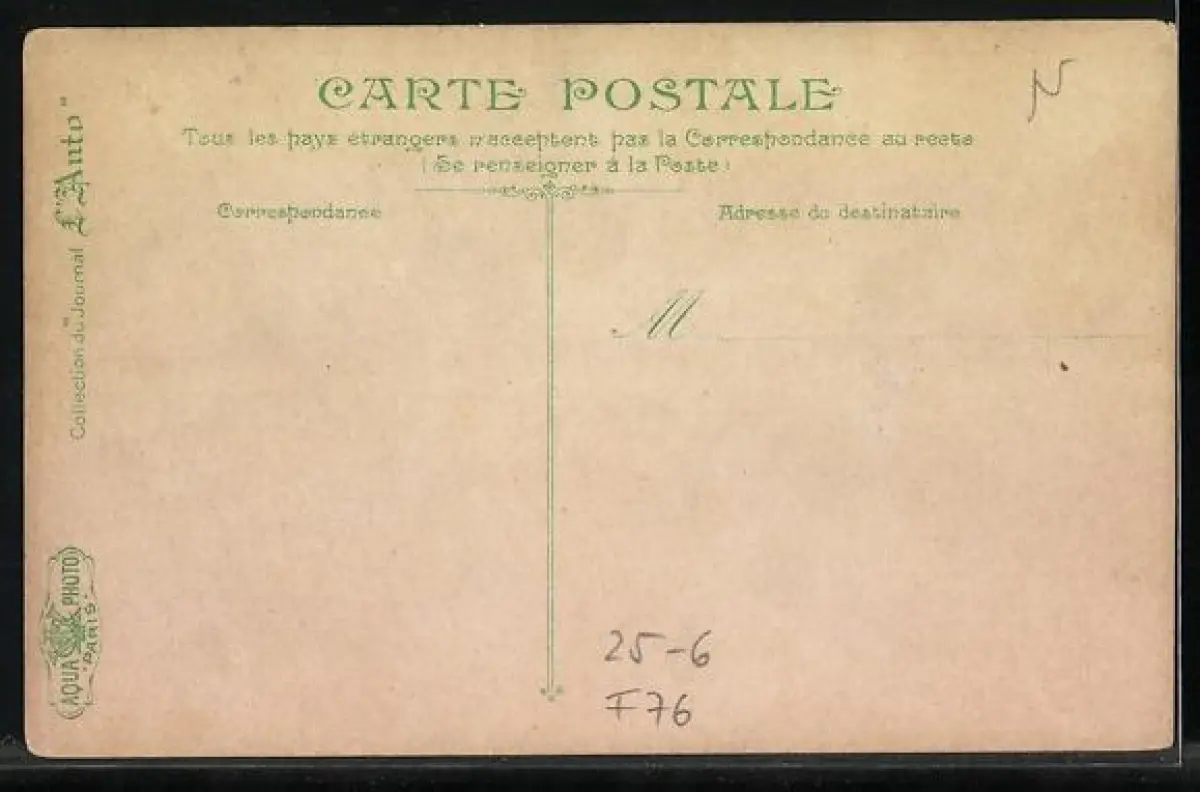 CARTE POSTALE
Tous les pays étrangers n'acceptent pas la Correspondance au recto
(Se renseigner à la Poste)
Correspondance
Adresse du destinataire
M
Collection du Journal "L'Auto"
AQUA PHOTO
PARIS
N
25-6
F76